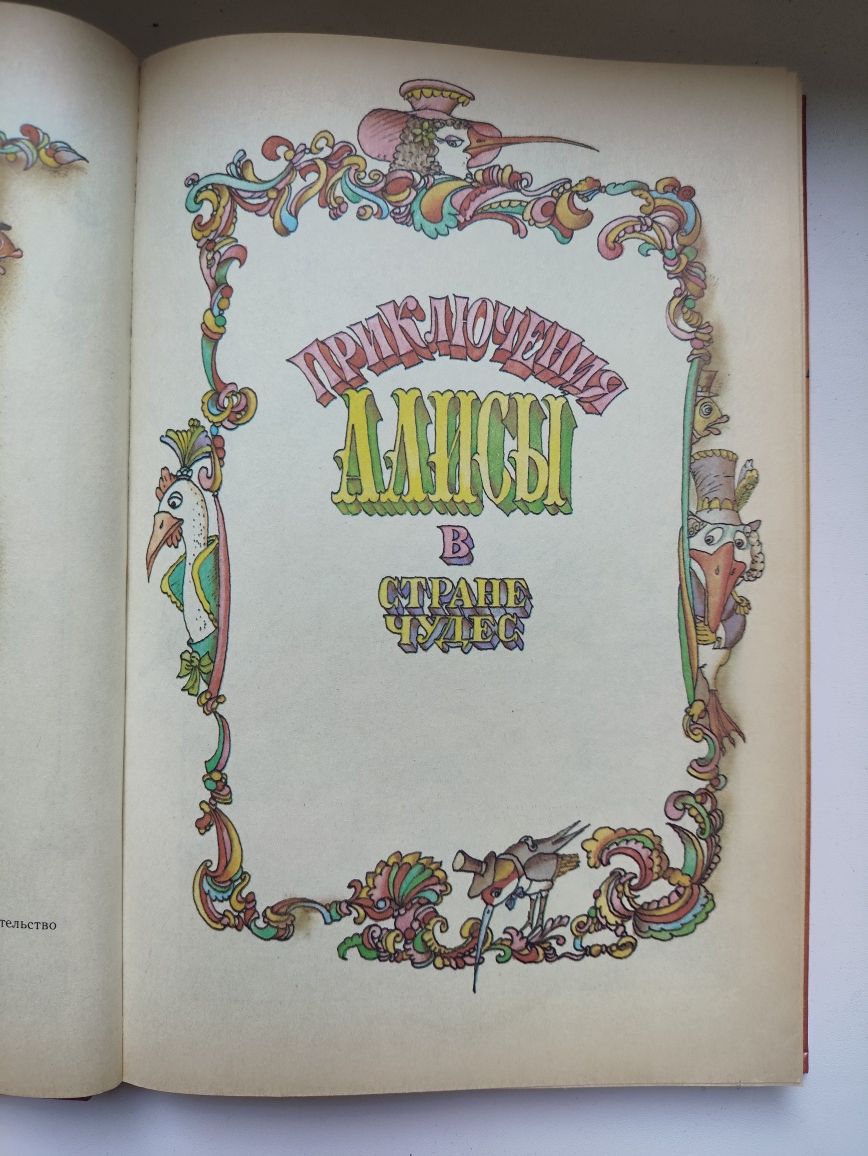 тельство
ПРИКЛЮЧЕНИЯ
АЛИСЫ
В
СТРАНЕ
ЧУДЕС